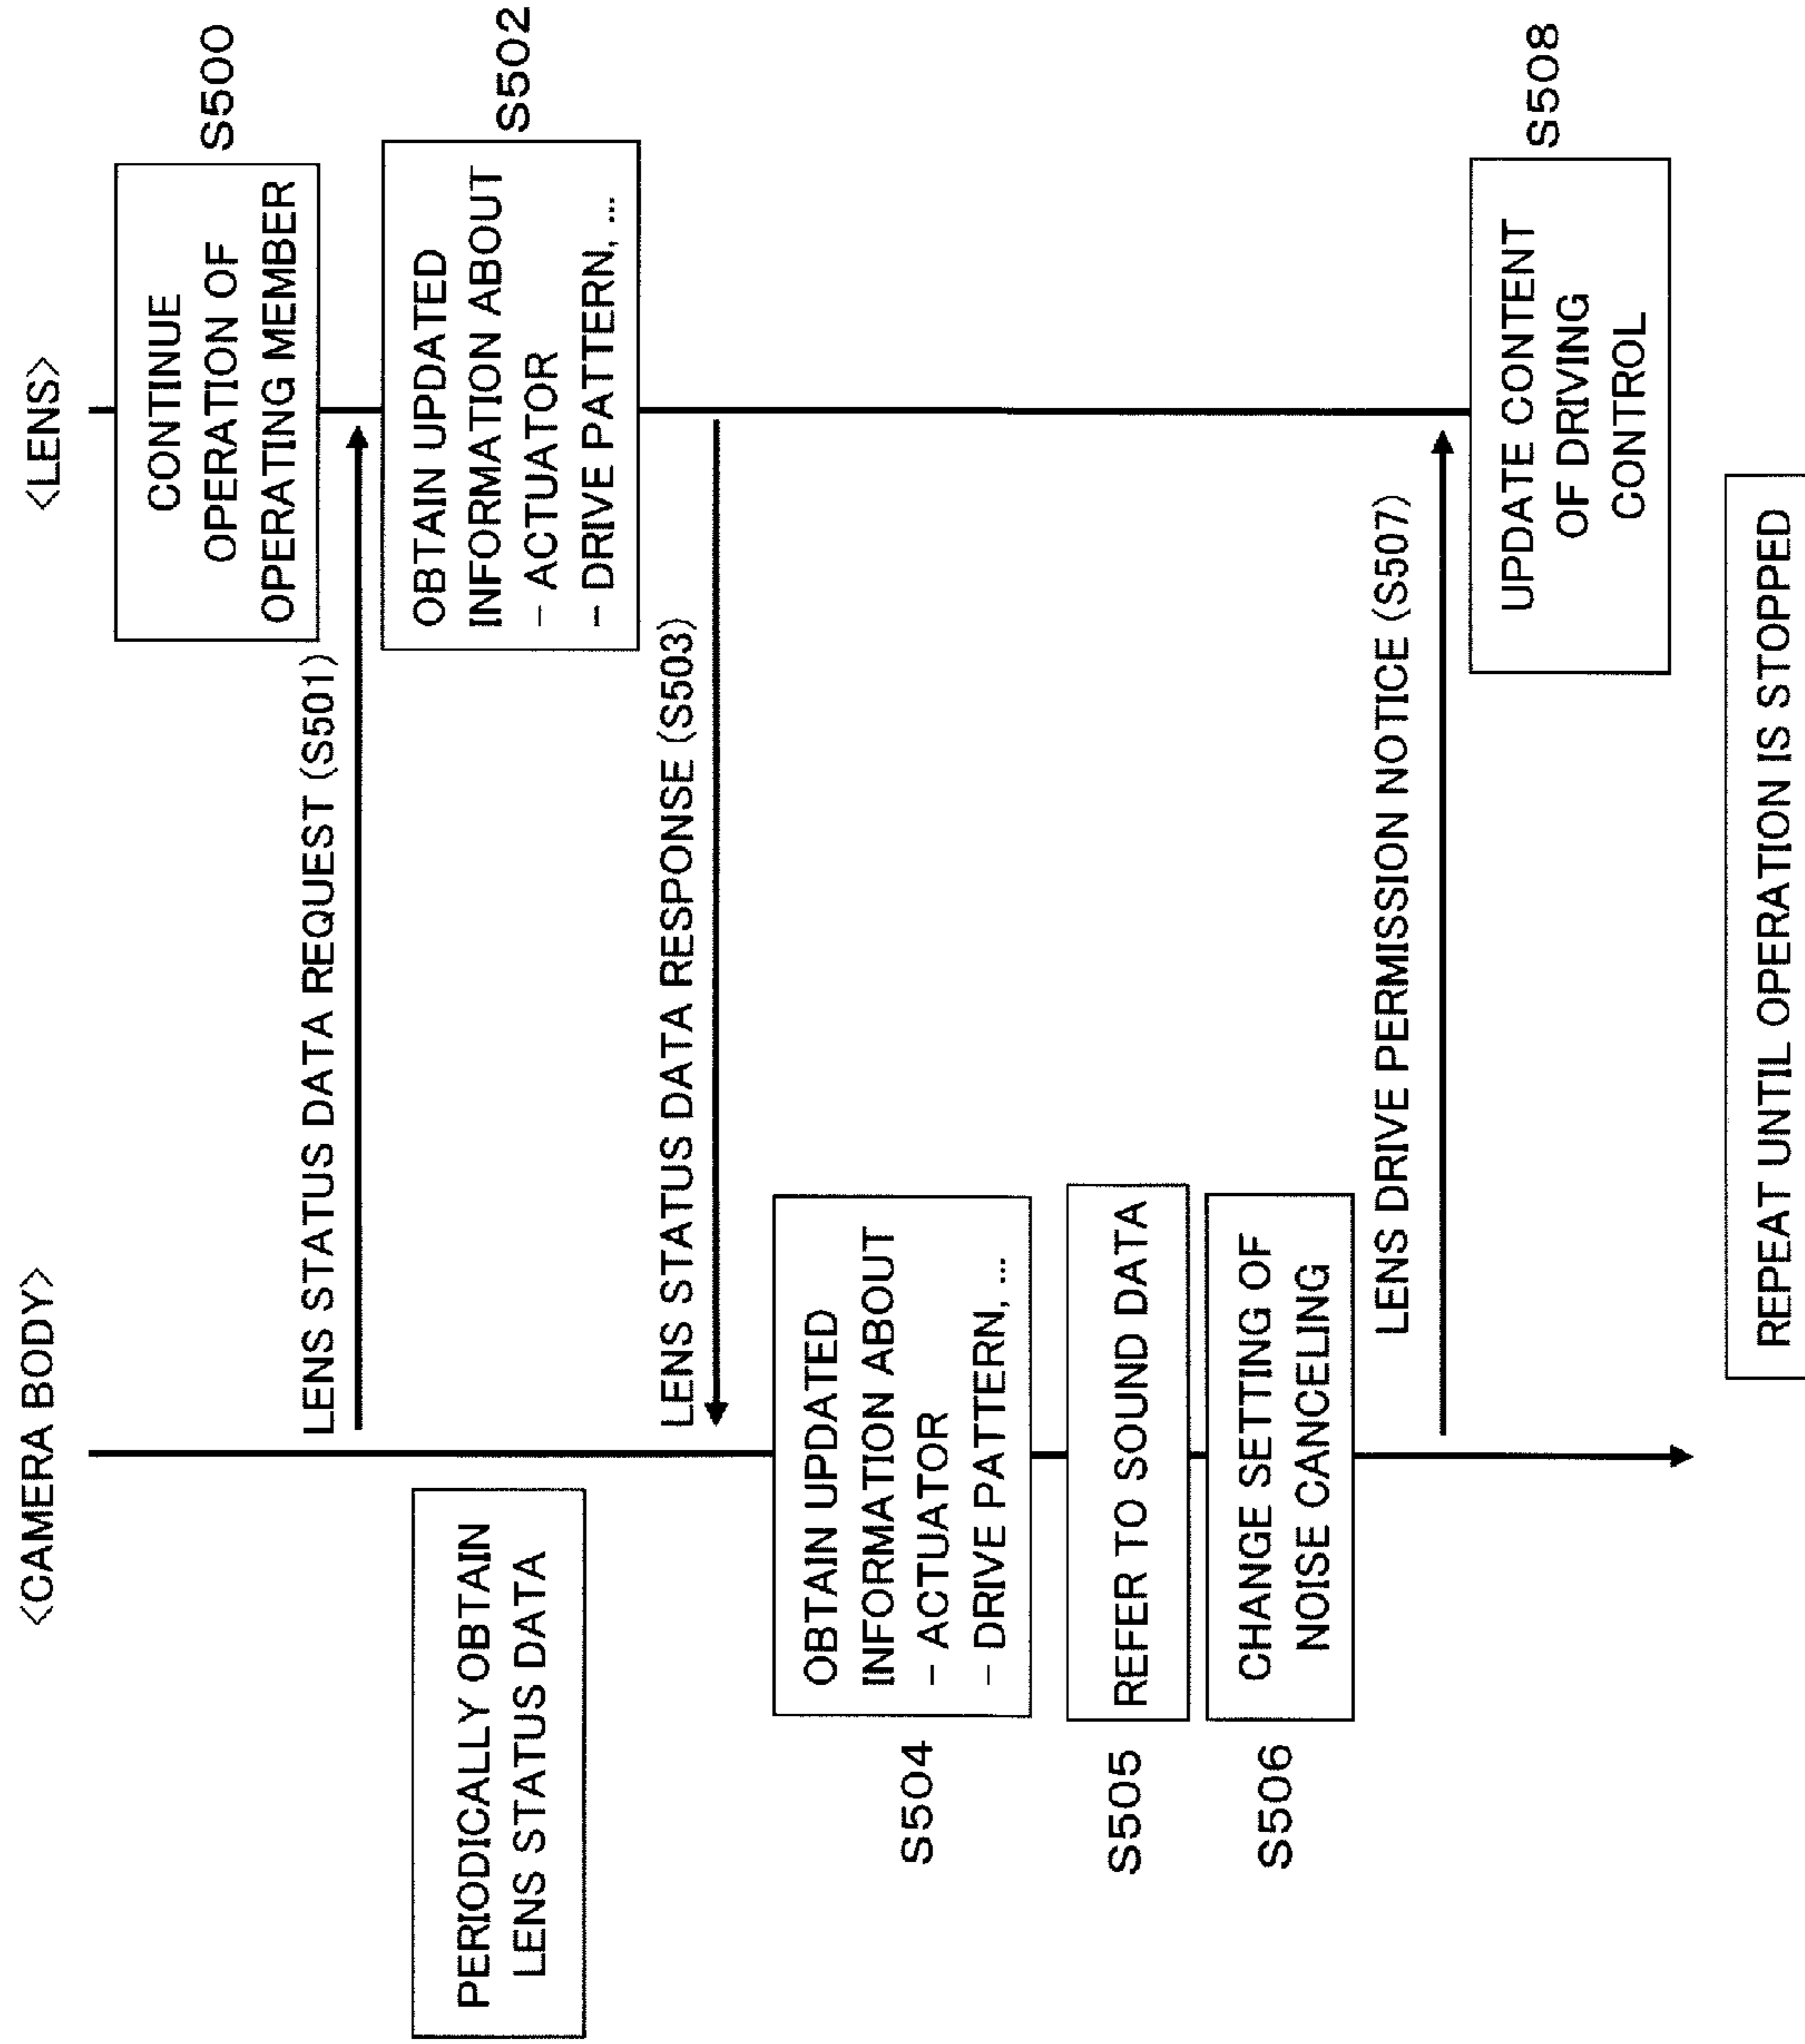 <CAMERA BODY>
<LENS>
CONTINUE
OPERATION OF
OPERATING MEMBER
S500
LENS STATUS DATA REQUEST (S501)
PERIODICALLY OBTAIN
LENS STATUS DATA
OBTAIN UPDATED
INFORMATION ABOUT
- ACTUATOR
- DRIVE PATTERN, ...
S502
LENS STATUS DATA RESPONSE (S503)
OBTAIN UPDATED
INFORMATION ABOUT
- ACTUATOR
- DRIVE PATTERN, ...
S504
REFER TO SOUND DATA
S505
CHANGE SETTING OF
NOISE CANCELING
S506
LENS DRIVE PERMISSION NOTICE (S507)
UPDATE CONTENT
OF DRIVING
CONTROL
S508
REPEAT UNTIL OPERATION IS STOPPED